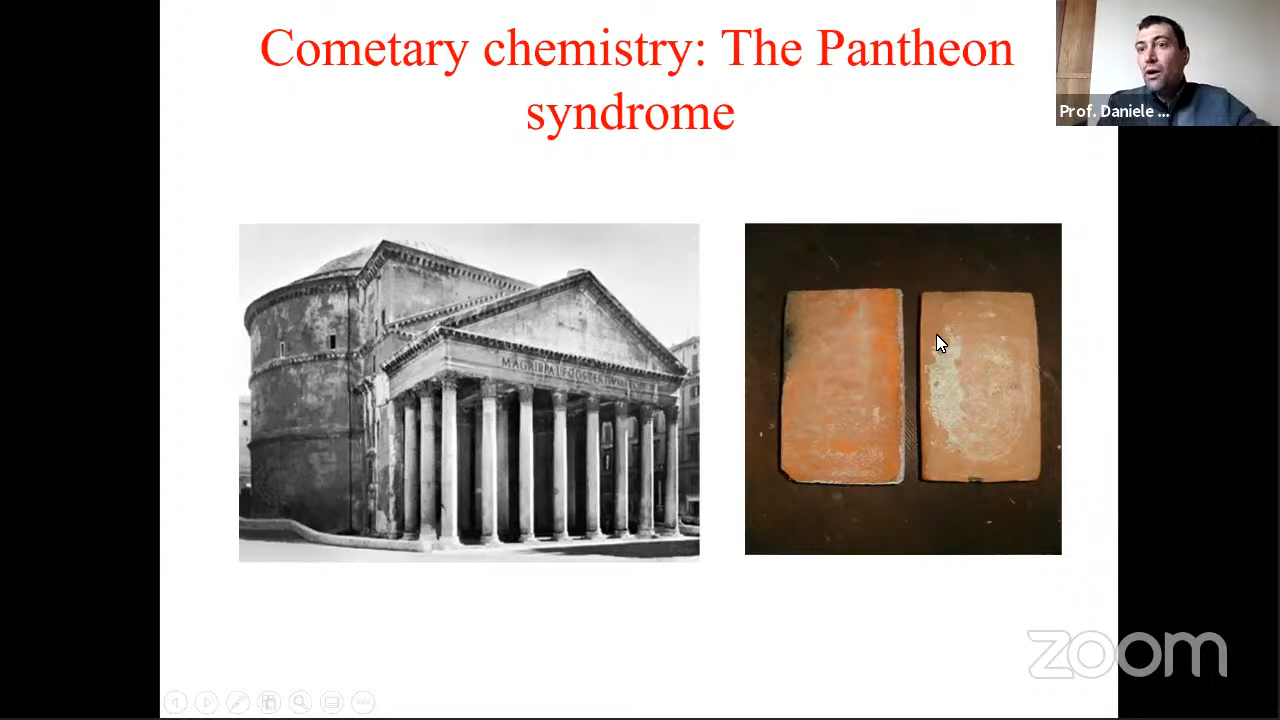 Cometary chemistry: The Pantheon
syndrome
Prof. Daniele ...
zoom